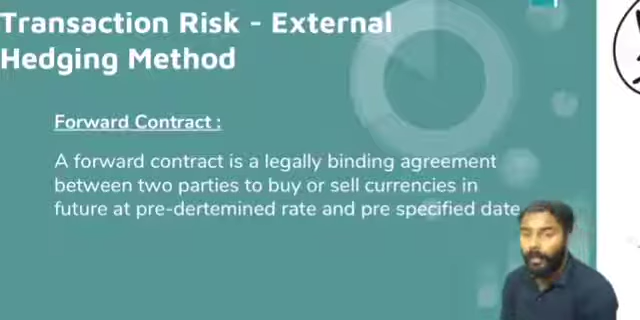 Transaction Risk - External
Hedging Method
Forward Contract :
A forward contract is a legally binding agreement
between two parties to buy or sell currencies in
future at pre-dertemined rate and pre specified date